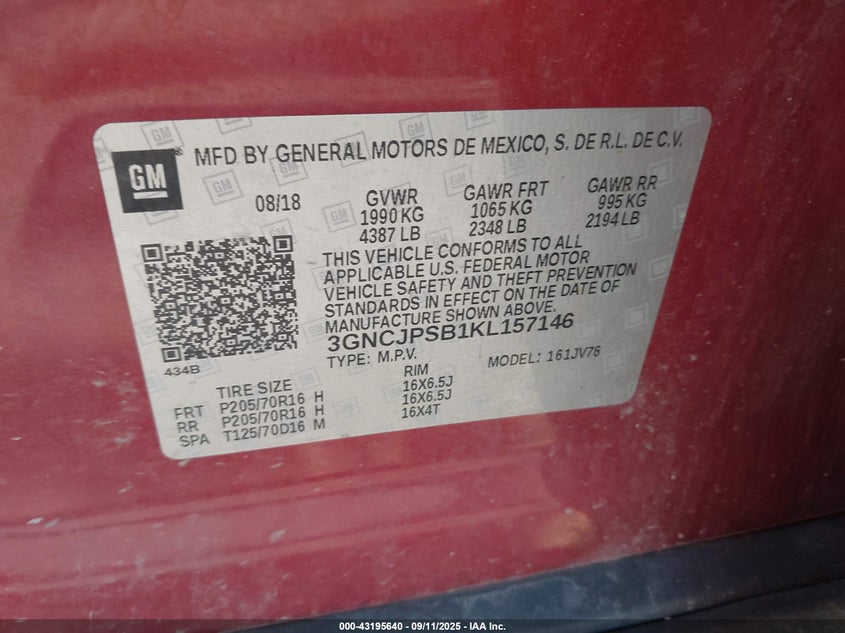 GM
MFD BY GENERAL MOTORS DE MEXICO, S. DE R.L. DE C.V.
08/18 GVWR GAWR FRT GAWR RR
1990 KG 1065 KG 995 KG
4387 LB 2348 LB 2194 LB
THIS VEHICLE CONFORMS TO ALL
APPLICABLE U.S. FEDERAL MOTOR
VEHICLE SAFETY AND THEFT PREVENTION
STANDARDS IN EFFECT ON THE DATE OF
MANUFACTURE SHOWN ABOVE.
3GNCJPSB1KL157146
TYPE: M.P.V. MODEL: 161JV76
434B
TIRE SIZE RIM
FRT P205/70R16 H 16X6.5J
RR P205/70R16 H 16X6.5J
SPA T125/70D16 M 16X4T
000-43195640 - 09/11/2025 - IAA Inc.